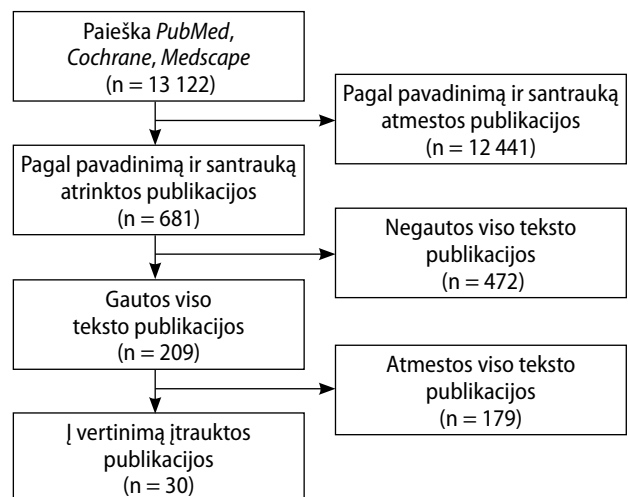 Paieška PubMed,
Cochrane, Medscape
(n = 13 122)
Pagal pavadinimą ir santrauką
atmestos publikacijos
(n = 12 441)
Pagal pavadinimą ir santrauką
atrinktos publikacijos
(n = 681)
Negautos viso teksto
publikacijos
(n = 472)
Gautos viso
teksto publikacijos
(n = 209)
Atmestos viso teksto
publikacijos
(n = 179)
Į vertinimą įtrauktos
publikacijos
(n = 30)